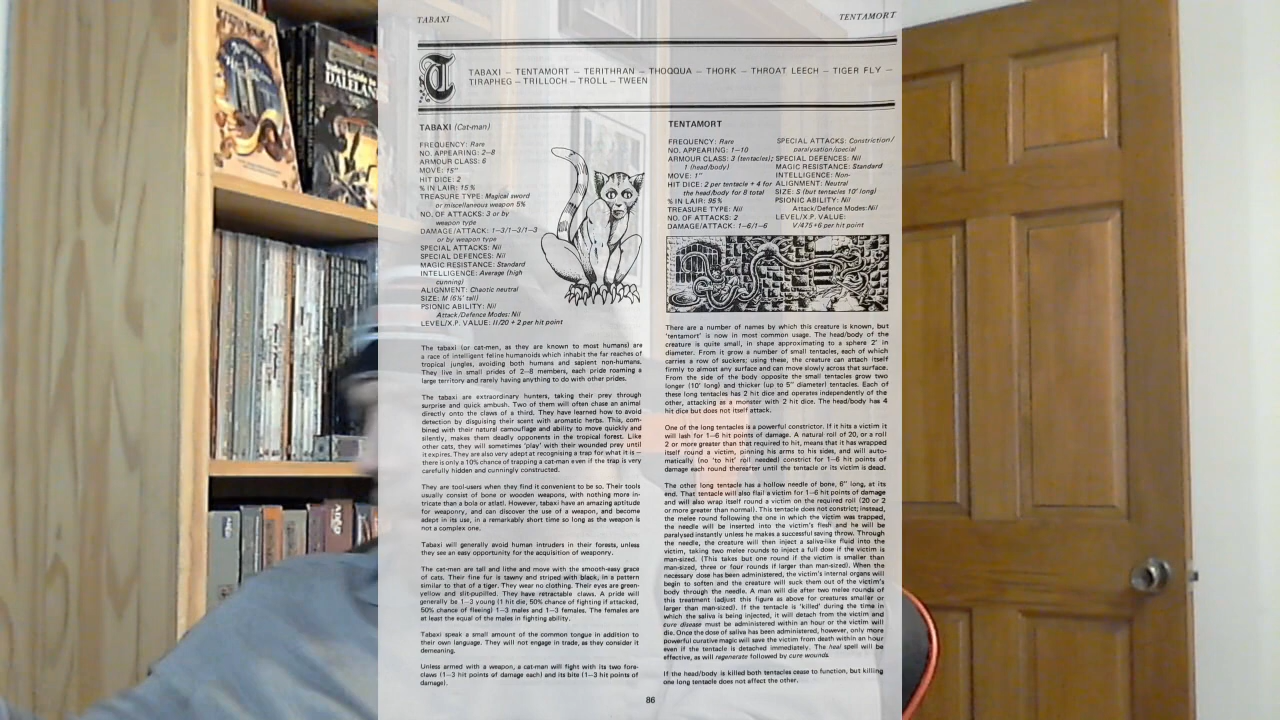 TABAXI
TENTAMORT
TABAXI — TENTAMORT — TERITHRAN — THOQQUA — THORK — THROAT LEECH — TIGER FLY —
TIRAPHEG — TRILLOCH — TROLL — TWEEN
TABAXI (Cat-man)
FREQUENCY: Rare
NO. APPEARING: 2–8
ARMOUR CLASS: 6
MOVE: 15"
HIT DICE: 2
% IN LAIR: 15%
TREASURE TYPE: Magical sword
or miscellaneous weapon 5%
NO. OF ATTACKS: 3 or by
weapon type
DAMAGE/ATTACK: 1–3/1–3/1–3
or by weapon type
SPECIAL ATTACKS: Nil
SPECIAL DEFENCES: Nil
MAGIC RESISTANCE: Standard
INTELLIGENCE: Average (high
cunning)
ALIGNMENT: Chaotic neutral
SIZE: M (6½' tall)
PSIONIC ABILITY: Nil
Attack/Defence Modes: Nil
LEVEL/X.P. VALUE: II/20 + 2 per hit point
The tabaxi (or cat-men, as they are known to most humans) are
a race of intelligent feline humanoids which inhabit the far reaches of
tropical jungles, avoiding both humans and sapient non-humans.
They live in small prides of 2–8 members, each pride roaming a
large territory and rarely having anything to do with other prides.
The tabaxi are extraordinary hunters, taking their prey through
surprise and quick ambush. Two of them will often chase an animal
directly onto the claws of a third. They have learned how to avoid
detection by disguising their scent with aromatic herbs. This, com-
bined with their natural camouflage and ability to move quickly and
silently, makes them deadly opponents in the tropical forest. Like
other cats, they will sometimes 'play' with their wounded prey until
it expires. They are also very adept at recognising a trap for what it is —
there is only a 10% chance of trapping a cat-man even if the trap is very
carefully hidden and cunningly constructed.
They are tool-users when they find it convenient to be so. Their tools
usually consist of bone or wooden weapons, with nothing more in-
tricate than a bola or atlatl. However, tabaxi have an amazing aptitude
for weaponry, and can discover the use of a weapon, and become
adept in its use, in a remarkably short time so long as the weapon is
not a complex one.
Tabaxi will generally avoid human intruders in their forests, unless
they see an easy opportunity for the acquisition of weaponry.
The cat-men are tall and lithe and move with the smooth-easy grace
of cats. Their fine fur is tawny and striped with black, in a pattern
similar to that of a tiger. They wear no clothing. Their eyes are green-
yellow and slit-pupilled. They have retractable claws. A pride will
generally be 1–3 young (1 hit die, 50% chance of fighting if attacked,
50% chance of fleeing) 1–3 males and 1–3 females. The females are
at least the equal of the males in fighting ability.
Tabaxi speak a small amount of the common tongue in addition to
their own language. They will not engage in trade, as they consider it
demeaning.
Unless armed with a weapon, a cat-man will fight with its two fore-
claws (1–3 hit points of damage each) and its bite (1–3 hit points of
damage).
TENTAMORT
FREQUENCY: Rare
NO. APPEARING: 1–10
ARMOUR CLASS: 3 (tentacles);
1 (head/body)
MOVE: 1"
HIT DICE: 2 per tentacle + 4 for
the head/body for 8 total
% IN LAIR: 95%
TREASURE TYPE: Nil
NO. OF ATTACKS: 2
DAMAGE/ATTACK: 1–6/1–6
SPECIAL ATTACKS: Constriction/
paralysation/special
SPECIAL DEFENCES: Nil
MAGIC RESISTANCE: Standard
INTELLIGENCE: Non-
ALIGNMENT: Neutral
SIZE: S (but tentacles 10' long)
PSIONIC ABILITY: Nil
Attack/Defence Modes: Nil
LEVEL/X.P. VALUE:
V/475 + 6 per hit point
There are a number of names by which this creature is known, but
'tentamort' is now in most common usage. The head/body of the
creature is quite small, in shape approximating to a sphere 2' in
diameter. From it grow a number of small tentacles, each of which
carries a row of suckers; using these, the creature can attach itself
firmly to almost any surface and can move slowly across that surface.
From the side of the body opposite the small tentacles grow two
longer (10' long) and thicker (up to 5" diameter) tentacles. Each of
these long tentacles has 2 hit dice and operates independently of the
other, attacking as a monster with 2 hit dice. The head/body has 4
hit dice but does not itself attack.
One of the long tentacles is a powerful constrictor. If it hits a victim it
will lash for 1–6 hit points of damage. A natural roll of 20, or a roll
2 or more greater than that required to hit, means that it has wrapped
itself round a victim, pinning his arms to his sides, and will auto-
matically (no 'to hit' roll needed) constrict for 1–6 hit points of
damage each round thereafter until the tentacle or its victim is dead.
The other long tentacle has a hollow needle of bone, 6" long, at its
end. That tentacle will also flail a victim for 1–6 hit points of damage
and will also wrap itself round a victim on the required roll (20 or 2
or more greater than normal). This tentacle does not constrict; instead,
the melee round following the one in which the victim was trapped,
the needle will be inserted into the victim's flesh and he will be
paralysed instantly unless he makes a successful saving throw. Through
the needle, the creature will then inject a saliva-like fluid into the
victim, taking two melee rounds to inject a full dose if the victim is
man-sized. (This takes but one round if the victim is smaller than
man-sized, three or four rounds if larger than man-sized). When the
necessary dose has been administered, the victim's internal organs will
begin to soften and the creature will suck them out of the victim's
body through the needle. A man will die after two melee rounds of
this treatment (adjust this figure as above for creatures smaller or
larger than man-sized). If the tentacle is 'killed' during the time in
which the saliva is being injected, it will detach from the victim and
cure disease must be administered within an hour or the victim will
die. Once the dose of saliva has been administered, however, only more
powerful curative magic will save the victim from death within an hour
even if the tentacle is detached immediately. The heal spell will be
effective, as will regenerate followed by cure wounds.
If the head/body is killed both tentacles cease to function, but killing
one long tentacle does not affect the other.
86